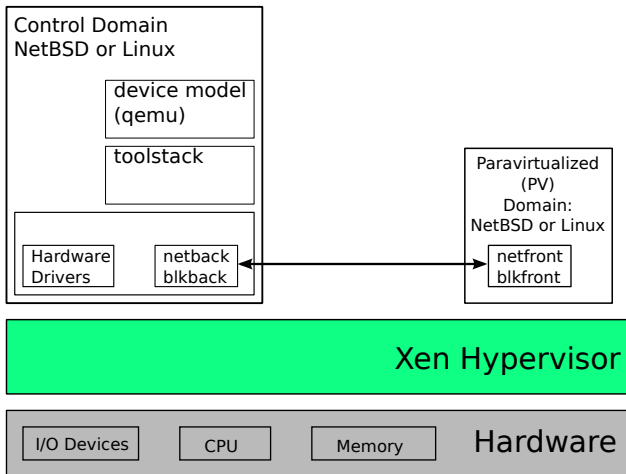 Control Domain
NetBSD or Linux
device model
(qemu)
toolstack
Hardware
Drivers
netback
blkback
Paravirtualized
(PV)
Domain:
NetBSD or Linux
netfront
blkfront
Xen Hypervisor
I/O Devices
CPU
Memory
Hardware